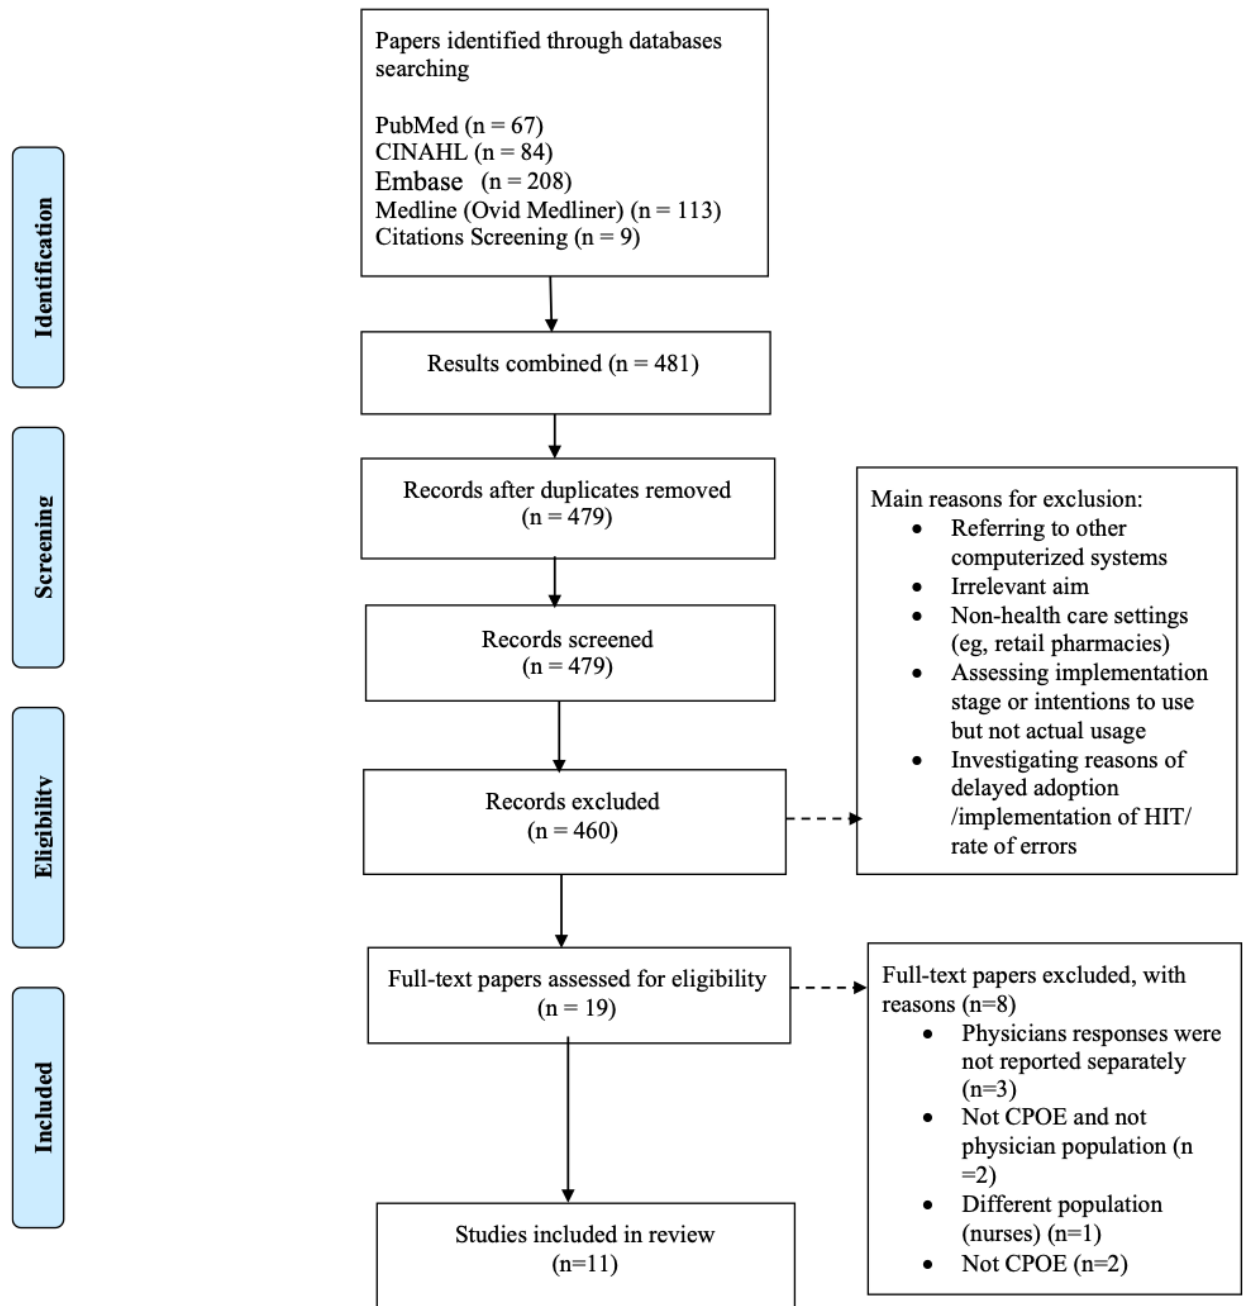 Papers identified through databases
searching
PubMed (n = 67)
CINAHL (n = 84)
Embase (n = 208)
Medline (Ovid Medliner) (n = 113)
Citations Screening (n = 9)
Identification
Results combined (n = 481)
Screening
Records after duplicates removed
(n = 479)
Records screened
(n = 479)
Main reasons for exclusion:
• Referring to other
computerized systems
• Irrelevant aim
• Non-health care settings
(eg, retail pharmacies)
• Assessing implementation
stage or intentions to use
but not actual usage
• Investigating reasons of
delayed adoption
/implementation of HIT/
rate of errors
Eligibility
Records excluded
(n = 460)
Full-text papers assessed for eligibility
(n = 19)
Full-text papers excluded, with
reasons (n=8)
• Physicians responses were
not reported separately
(n=3)
• Not CPOE and not
physician population (n
=2)
• Different population
(nurses) (n=1)
• Not CPOE (n=2)
Included
Studies included in review
(n=11)